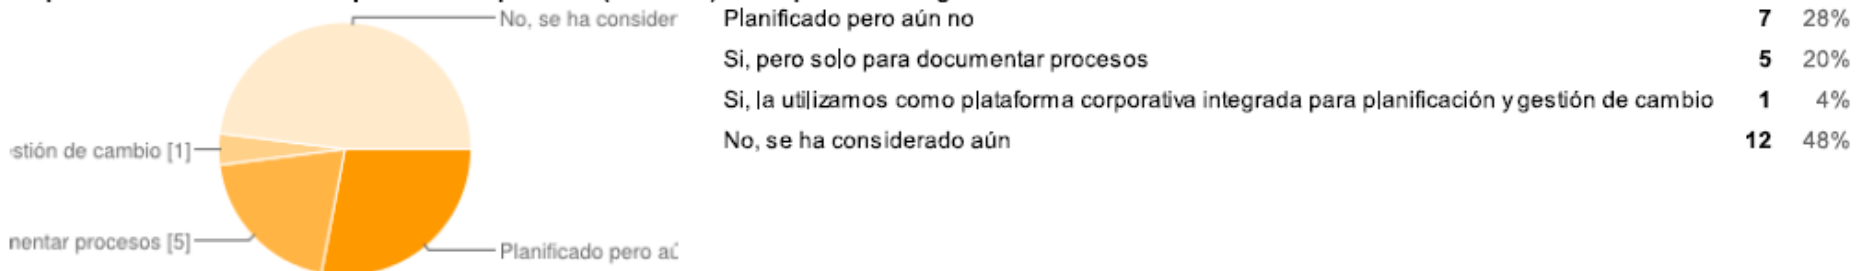 No, se ha consider
stión de cambio [1]
nentar procesos [5]
Planificado pero aú
Planificado pero aún no 7 28%
Si, pero solo para documentar procesos 5 20%
Si, la utilizamos como plataforma corporativa integrada para planificación y gestión de cambio 1 4%
No, se ha considerado aún 12 48%